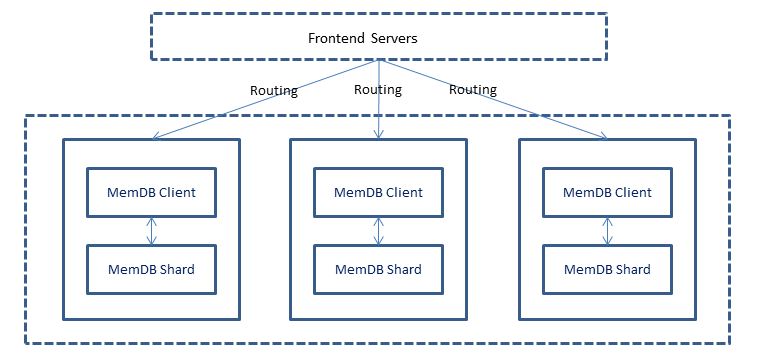 Frontend Servers
Routing
Routing
Routing
MemDB Client
MemDB Client
MemDB Client
MemDB Shard
MemDB Shard
MemDB Shard